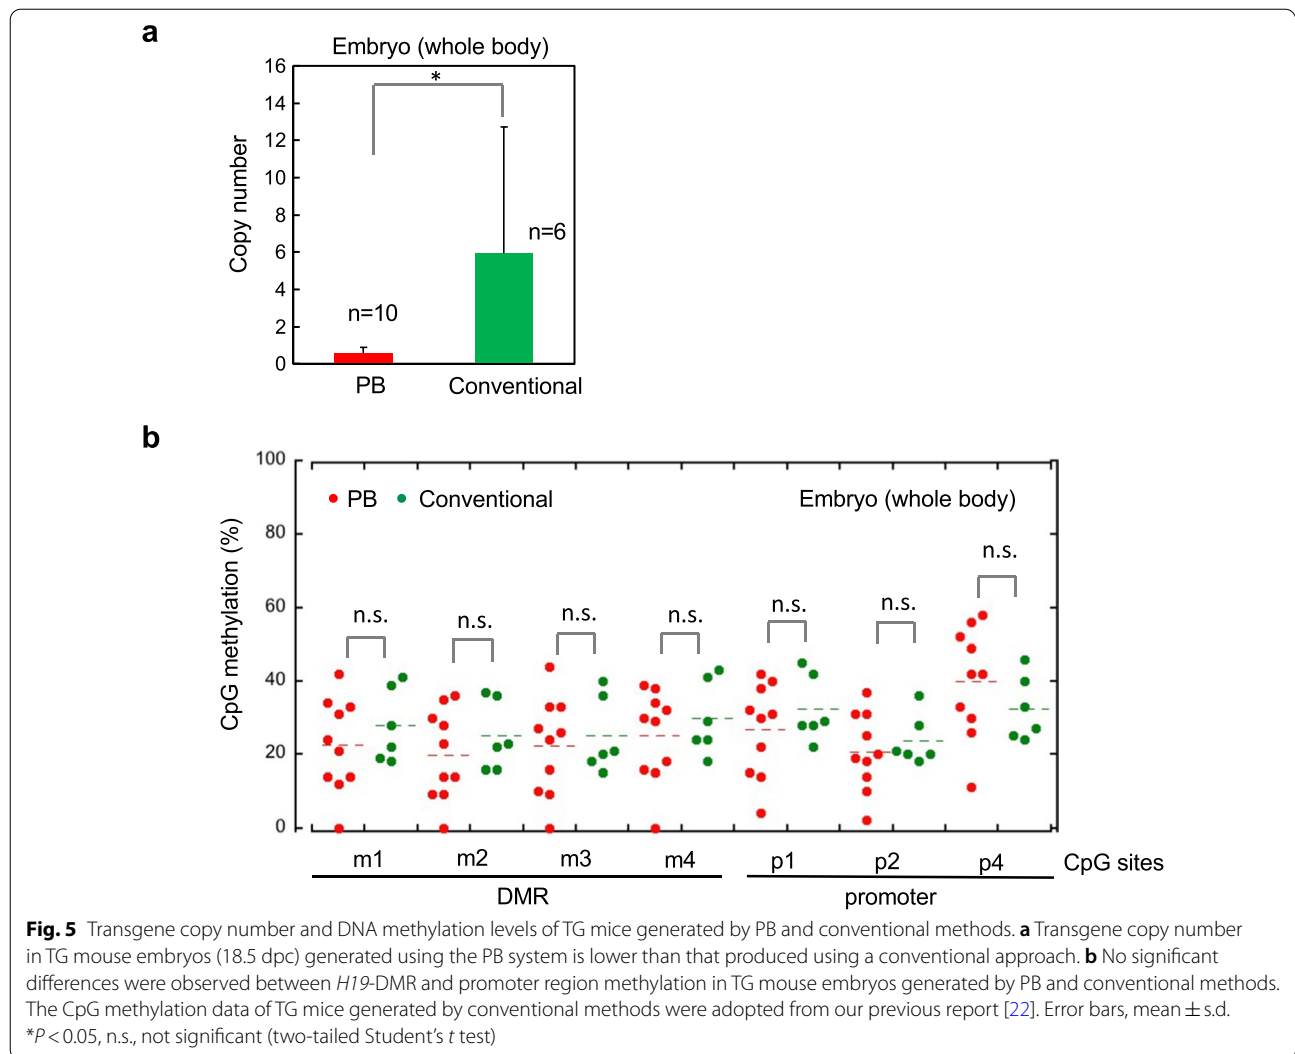 a
Embryo (whole body)
16
14
12
10
8
6
4
2
0
Copy number
*
n=10
n=6
PB
Conventional
b
100
80
60
40
20
0
CpG methylation (%)
PB
Conventional
Embryo (whole body)
n.s.
n.s.
n.s.
n.s.
n.s.
n.s.
n.s.
m1
m2
m3
m4
p1
p2
p4
CpG sites
DMR
promoter
Fig. 5 Transgene copy number and DNA methylation levels of TG mice generated by PB and conventional methods. a Transgene copy number
in TG mouse embryos (18.5 dpc) generated using the PB system is lower than that produced using a conventional approach. b No significant
differences were observed between H19-DMR and promoter region methylation in TG mouse embryos generated by PB and conventional methods.
The CpG methylation data of TG mice generated by conventional methods were adopted from our previous report [22]. Error bars, mean ± s.d.
*P < 0.05, n.s., not significant (two-tailed Student’s t test)